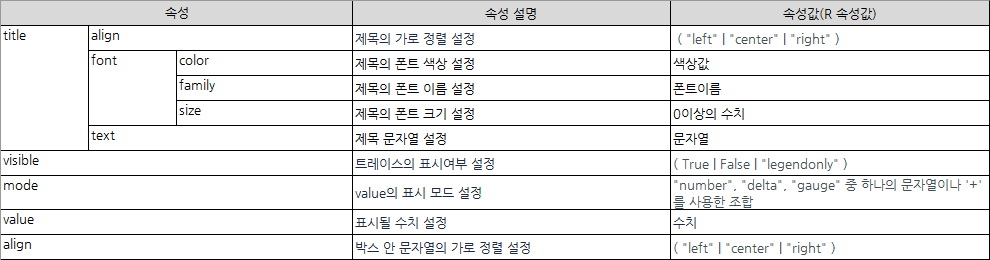 속성 속성 설명 속성값(R 속성값)
title align 제목의 가로 정렬 설정 ( "left" | "center" | "right" )
font color 제목의 폰트 색상 설정 색상값
family 제목의 폰트 이름 설정 폰트이름
size 제목의 폰트 크기 설정 0이상의 수치
text 제목 문자열 설정 문자열
visible 트레이스의 표시여부 설정 ( True | False | "legendonly" )
mode value의 표시 모드 설정 "number", "delta", "gauge" 중 하나의 문자열이나 '+'
를 사용한 조합
value 표시될 수치 설정 수치
align 박스 안 문자열의 가로 정렬 설정 ( "left" | "center" | "right" )